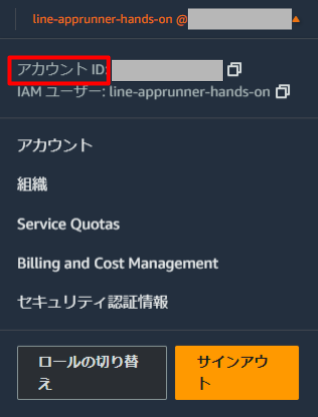 line-apprunner-hands-on @
アカウント ID:
IAM ユーザー: line-apprunner-hands-on
アカウント
組織
Service Quotas
Billing and Cost Management
セキュリティ認証情報
ロールの切り替
え
サインアウ
ト